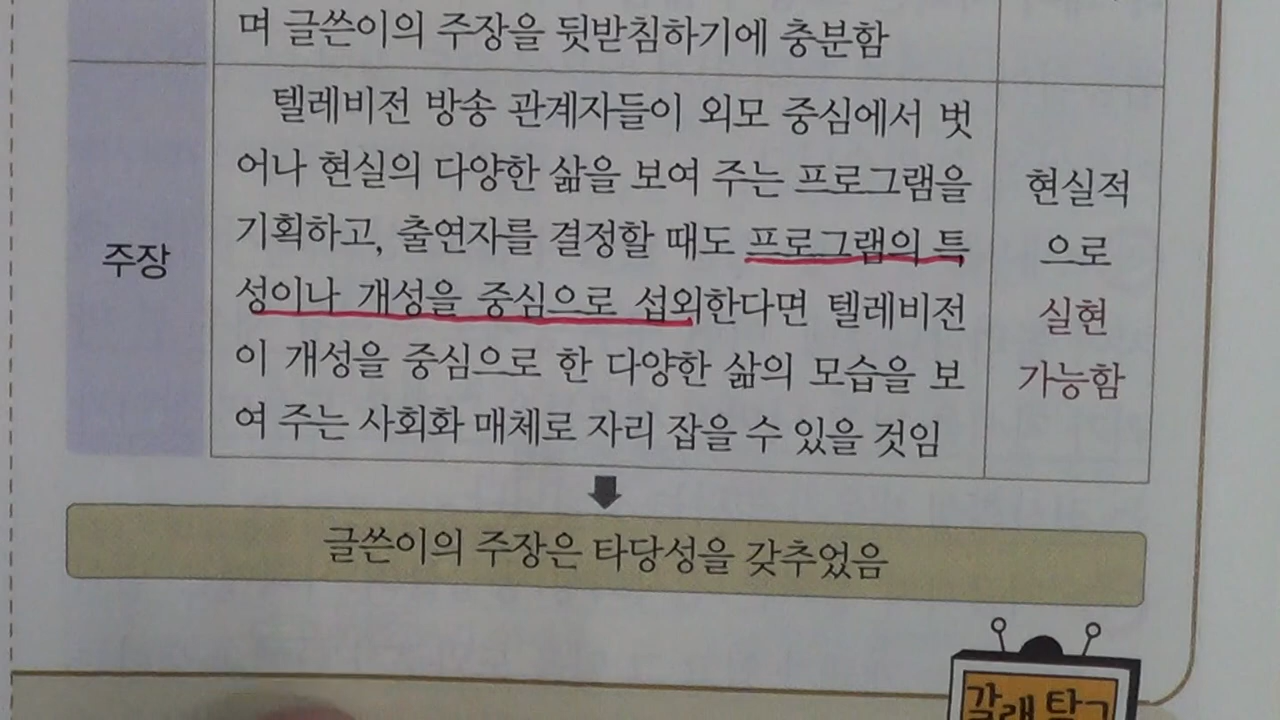 며 글쓴이의 주장을 뒷받침하기에 충분함
주장
텔레비전 방송 관계자들이 외모 중심에서 벗
어나 현실의 다양한 삶을 보여 주는 프로그램을
기획하고, 출연자를 결정할 때도 프로그램의 특
성이나 개성을 중심으로 섭외한다면 텔레비전
이 개성을 중심으로 한 다양한 삶의 모습을 보
여 주는 사회화 매체로 자리 잡을 수 있을 것임
현실적
으로
실현
가능함
글쓴이의 주장은 타당성을 갖추었음